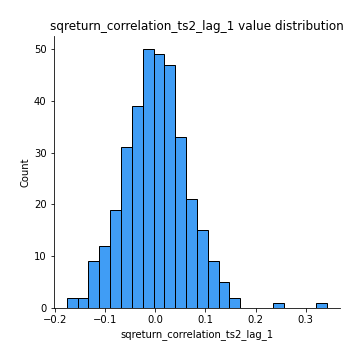 sqreturn_correlation_ts2_lag_1 value distribution
50
40
30
20
10
0
Count
−0.2 −0.1 0.0 0.1 0.2 0.3
sqreturn_correlation_ts2_lag_1